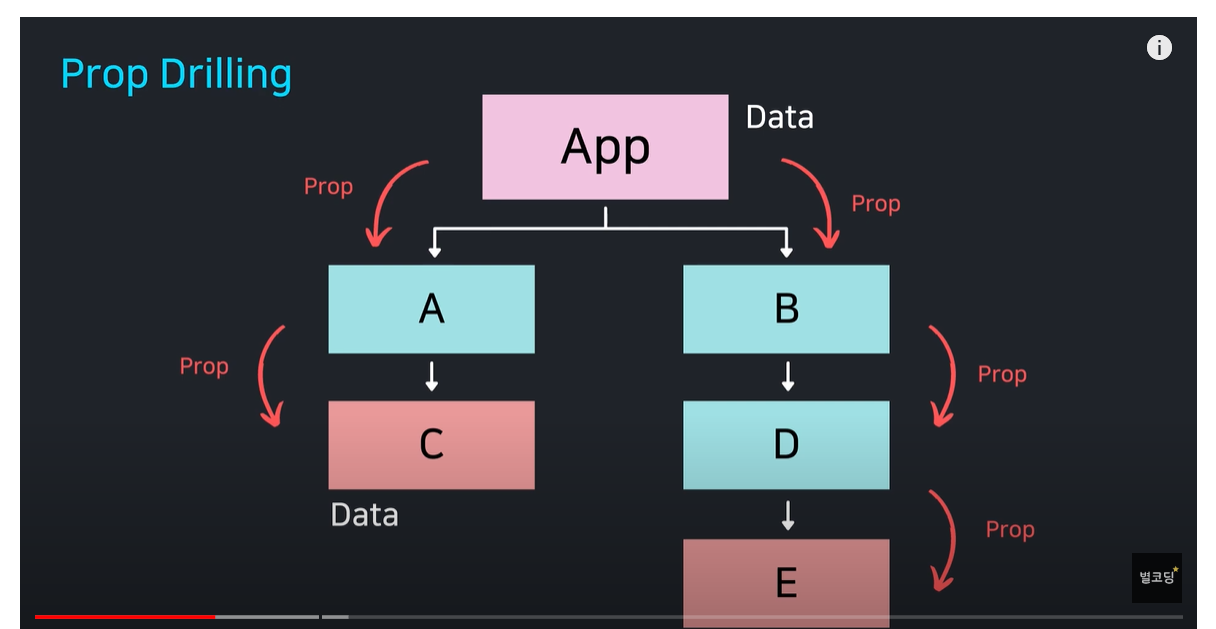 Prop Drilling
i
App
Data
Prop
Prop
A
B
Prop
Prop
C
D
Data
Prop
E
별코딩